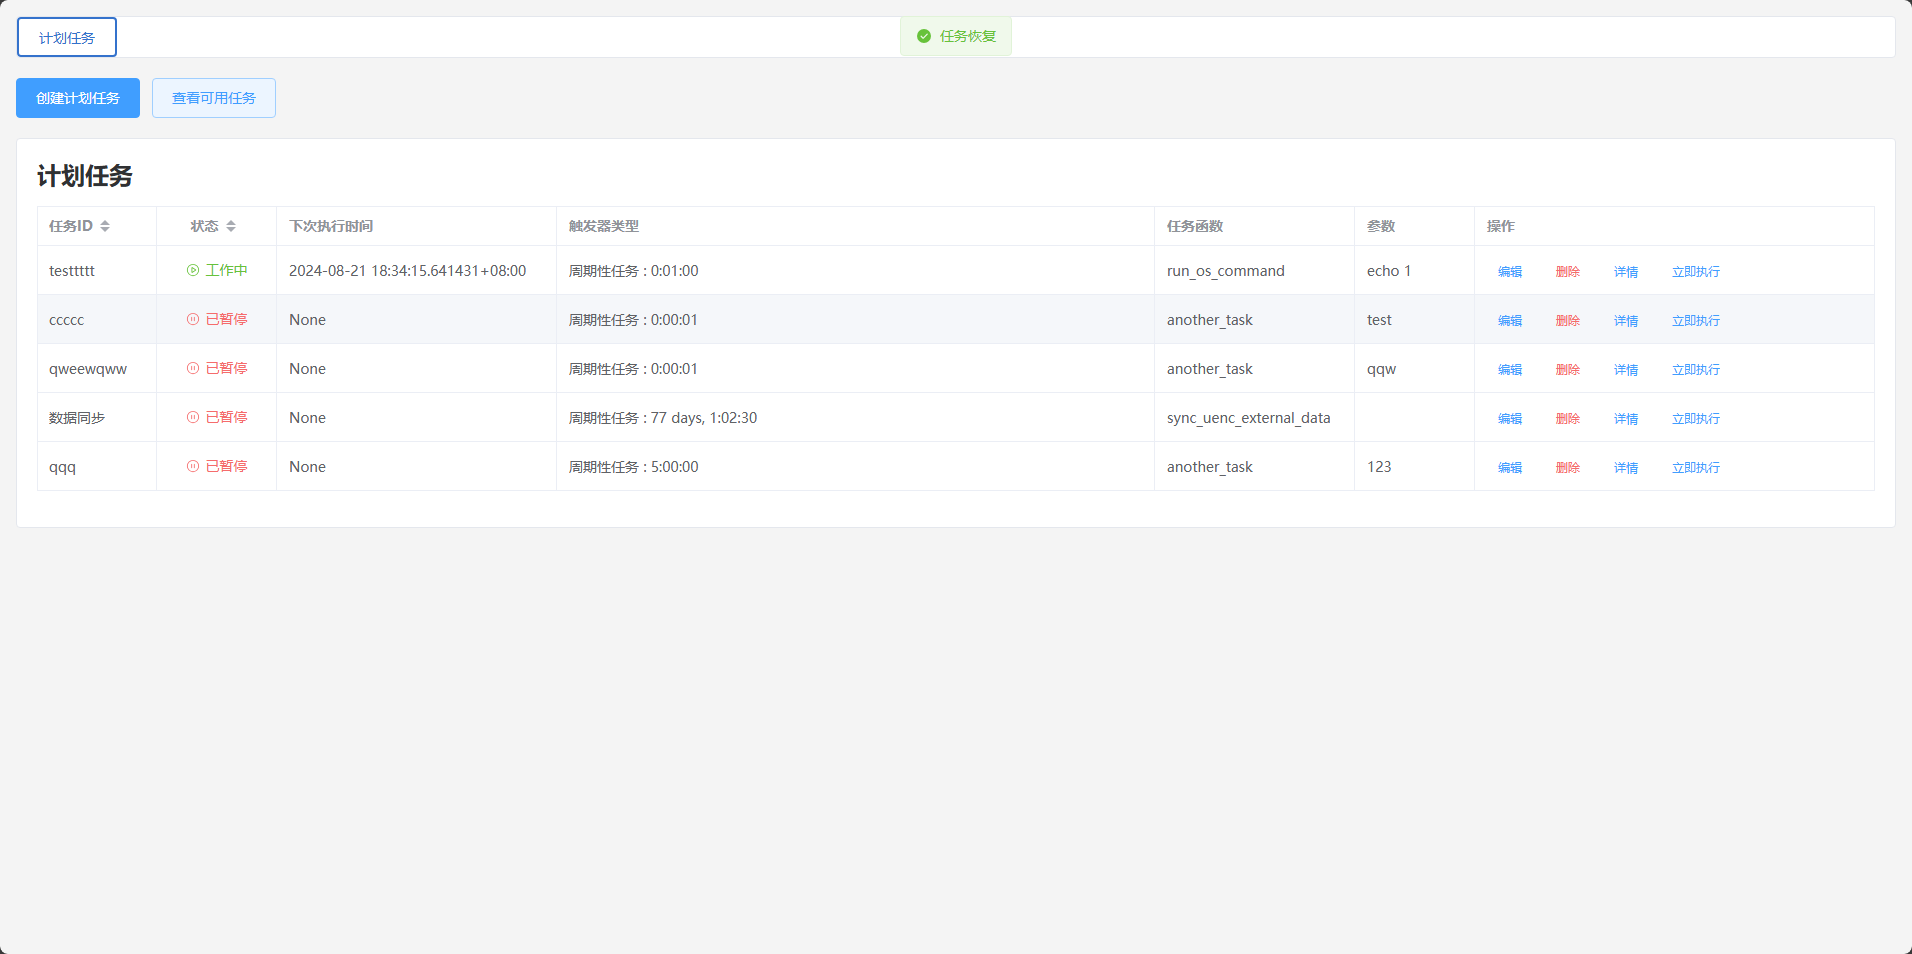 计划任务
任务恢复
创建计划任务 查看可用任务
计划任务
任务ID 状态 下次执行时间 触发器类型 任务函数 参数 操作
testtttt 工作中 2024-08-21 18:34:15.641431+08:00 周期性任务 : 0:01:00 run_os_command echo 1 编辑 删除 详情 立即执行
ccccc 已暂停 None 周期性任务 : 0:00:01 another_task test 编辑 删除 详情 立即执行
qweewqww 已暂停 None 周期性任务 : 0:00:01 another_task qqw 编辑 删除 详情 立即执行
数据同步 已暂停 None 周期性任务 : 77 days, 1:02:30 sync_uenc_external_data 编辑 删除 详情 立即执行
qqq 已暂停 None 周期性任务 : 5:00:00 another_task 123 编辑 删除 详情 立即执行